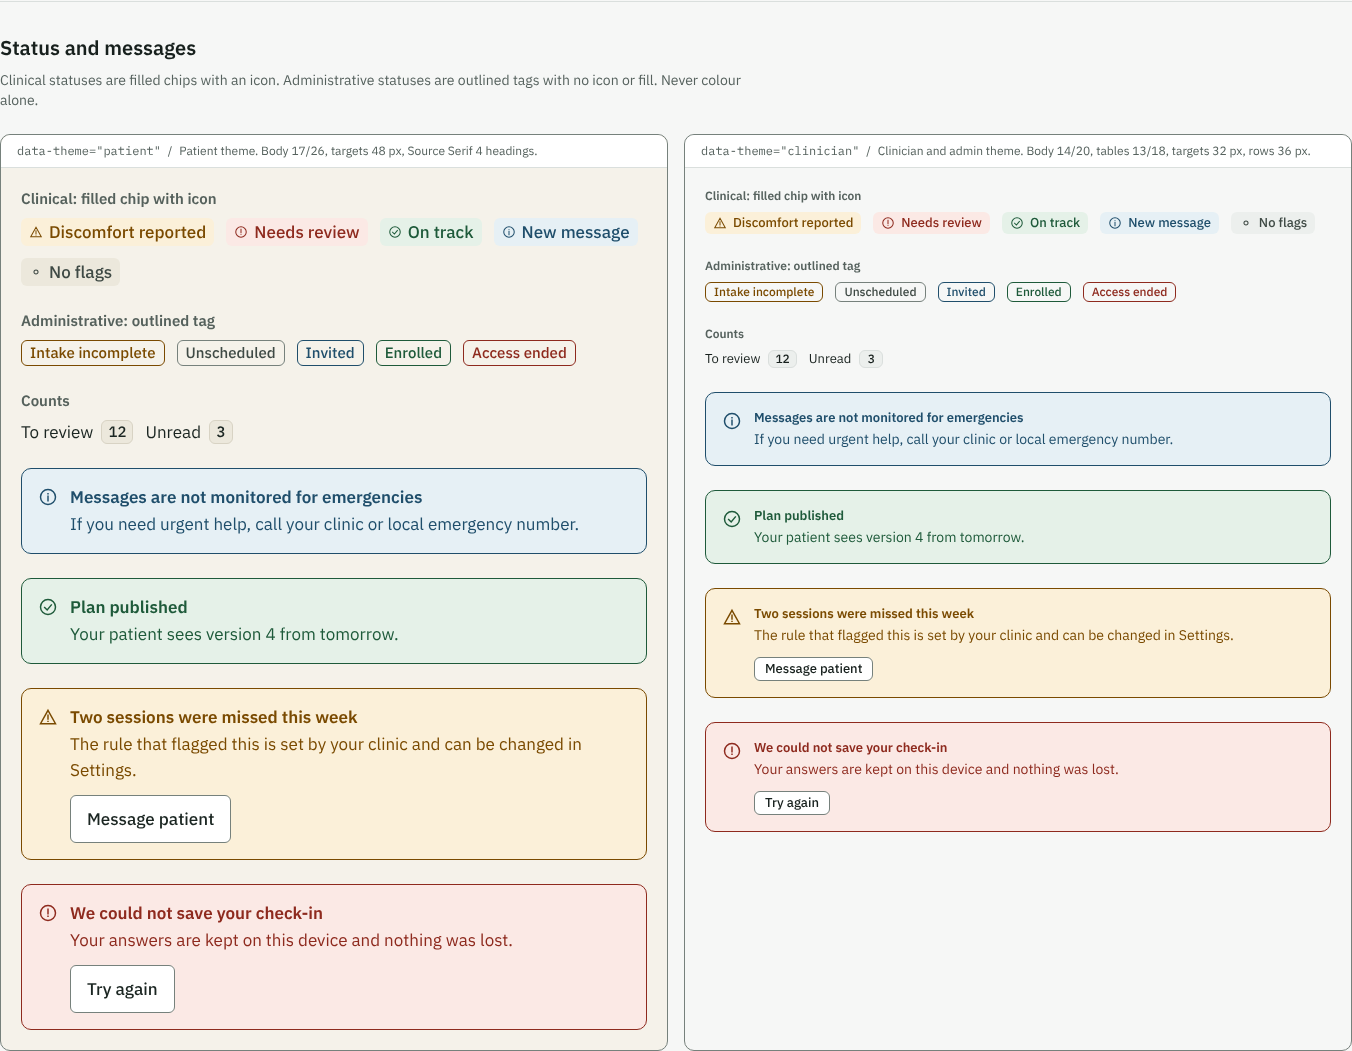 Status and messages
Clinical statuses are filled chips with an icon. Administrative statuses are outlined tags with no icon or fill. Never colour
alone.
data-theme="patient" / Patient theme. Body 17/26, targets 48 px, Source Serif 4 headings.
Clinical: filled chip with icon
Discomfort reported Needs review On track New message
No flags
Administrative: outlined tag
Intake incomplete Unscheduled Invited Enrolled Access ended
Counts
To review 12 Unread 3
Messages are not monitored for emergencies
If you need urgent help, call your clinic or local emergency number.
Plan published
Your patient sees version 4 from tomorrow.
Two sessions were missed this week
The rule that flagged this is set by your clinic and can be changed in
Settings.
Message patient
We could not save your check-in
Your answers are kept on this device and nothing was lost.
Try again
data-theme="clinician" / Clinician and admin theme. Body 14/20, tables 13/18, targets 32 px, rows 36 px.
Clinical: filled chip with icon
Discomfort reported Needs review On track New message No flags
Administrative: outlined tag
Intake incomplete Unscheduled Invited Enrolled Access ended
Counts
To review 12 Unread 3
Messages are not monitored for emergencies
If you need urgent help, call your clinic or local emergency number.
Plan published
Your patient sees version 4 from tomorrow.
Two sessions were missed this week
The rule that flagged this is set by your clinic and can be changed in Settings.
Message patient
We could not save your check-in
Your answers are kept on this device and nothing was lost.
Try again